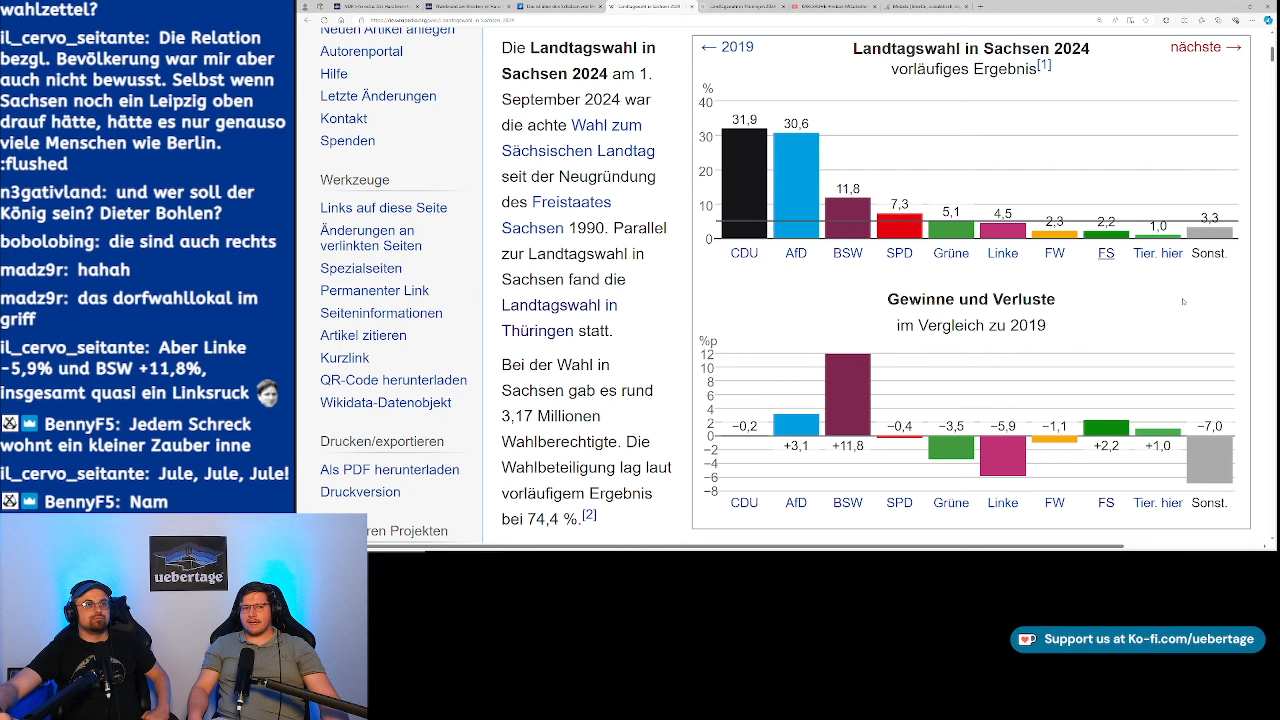 wahlzettel?
il_cervo_seitante: Die Relation
bezgl. Bevölkerung war mir aber
auch nicht bewusst. Selbst wenn
Sachsen noch ein Leipzig oben
drauf hätte, hätte es nur genauso
viele Menschen wie Berlin.
:flushed
n3gativland: und wer soll der
König sein? Dieter Bohlen?
bobolobing: die sind auch rechts
madz9r: hahah
madz9r: das dorfwahllokal im
griff
il_cervo_seitante: Aber Linke
-5,9% und BSW +11,8%,
insgesamt quasi ein Linksruck
BennyF5: Jedem Schreck
wohnt ein kleiner Zauber inne
il_cervo_seitante: Jule, Jule, Jule!
BennyF5: Nam
uebertage
Neuen Artikel anlegen
Autorenportal
Hilfe
Letzte Änderungen
Kontakt
Spenden
Werkzeuge
Links auf diese Seite
Änderungen an
verlinkten Seiten
Spezialseiten
Permanenter Link
Seiteninformationen
Artikel zitieren
Kurzlink
QR-Code herunterladen
Wikidata-Datenobjekt
Drucken/exportieren
Als PDF herunterladen
Druckversion
ren Projekten
Die Landtagswahl in
Sachsen 2024 am 1.
September 2024 war
die achte Wahl zum
Sächsischen Landtag
seit der Neugründung
des Freistaates
Sachsen 1990. Parallel
zur Landtagswahl in
Sachsen fand die
Landtagswahl in
Thüringen statt.
Bei der Wahl in
Sachsen gab es rund
3,17 Millionen
Wahlberechtigte. Die
Wahlbeteiligung lag laut
vorläufigem Ergebnis
bei 74,4 %.[2]
← 2019 Landtagswahl in Sachsen 2024 nächste →
vorläufiges Ergebnis[1]
%
40
30
20
10
0
31,9 30,6 11,8 7,3 5,1 4,5 2,3 2,2 1,0 3,3
CDU AfD BSW SPD Grüne Linke FW FS Tier. hier Sonst.
Gewinne und Verluste
im Vergleich zu 2019
%p
12
10
8
6
4
2
0
−2
−4
−6
−8
−0,2 +3,1 +11,8 −0,4 −3,5 −5,9 −1,1 +2,2 +1,0 −7,0
CDU AfD BSW SPD Grüne Linke FW FS Tier. hier Sonst.
Support us at Ko-fi.com/uebertage